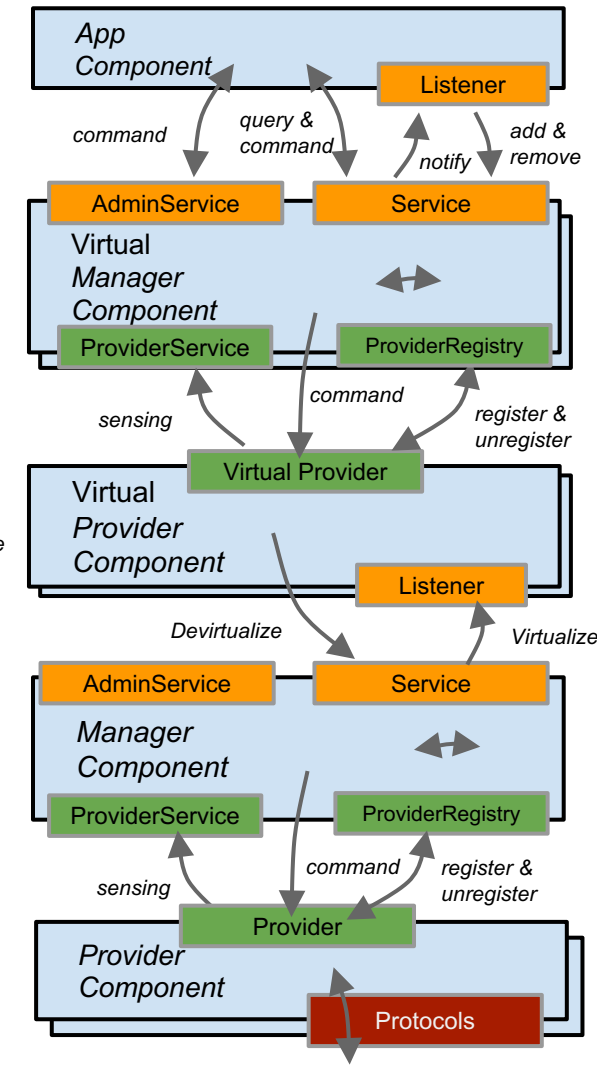 App
Component
Listener
command
query &
command
notify
add &
remove
AdminService
Service
Virtual
Manager
Component
ProviderService
ProviderRegistry
sensing
command
register &
unregister
Virtual Provider
Virtual
Provider
Component
e
Listener
Devirtualize
Virtualize
AdminService
Service
Manager
Component
ProviderService
ProviderRegistry
sensing
command
register &
unregister
Provider
Provider
Component
Protocols